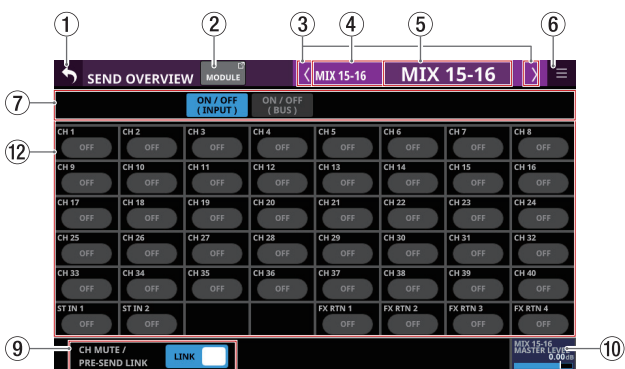 1 2 3 4 5 6
SEND OVERVIEW MODULE MIX 15-16 MIX 15-16
7
ON / OFF ON / OFF
( INPUT ) ( BUS )
12
CH 1 CH 2 CH 3 CH 4 CH 5 CH 6 CH 7 CH 8
OFF OFF OFF OFF OFF OFF OFF OFF
CH 9 CH 10 CH 11 CH 12 CH 13 CH 14 CH 15 CH 16
OFF OFF OFF OFF OFF OFF OFF OFF
CH 17 CH 18 CH 19 CH 20 CH 21 CH 22 CH 23 CH 24
OFF OFF OFF OFF OFF OFF OFF OFF
CH 25 CH 26 CH 27 CH 28 CH 29 CH 30 CH 31 CH 32
OFF OFF OFF OFF OFF OFF OFF OFF
CH 33 CH 34 CH 35 CH 36 CH 37 CH 38 CH 39 CH 40
OFF OFF OFF OFF OFF OFF OFF OFF
ST IN 1 ST IN 2 FX RTN 1 FX RTN 2 FX RTN 3 FX RTN 4
OFF OFF OFF OFF OFF OFF
9 CH MUTE / PRE-SEND LINK LINK
MIX 15-16
MASTER LEVEL 10
0.00dB